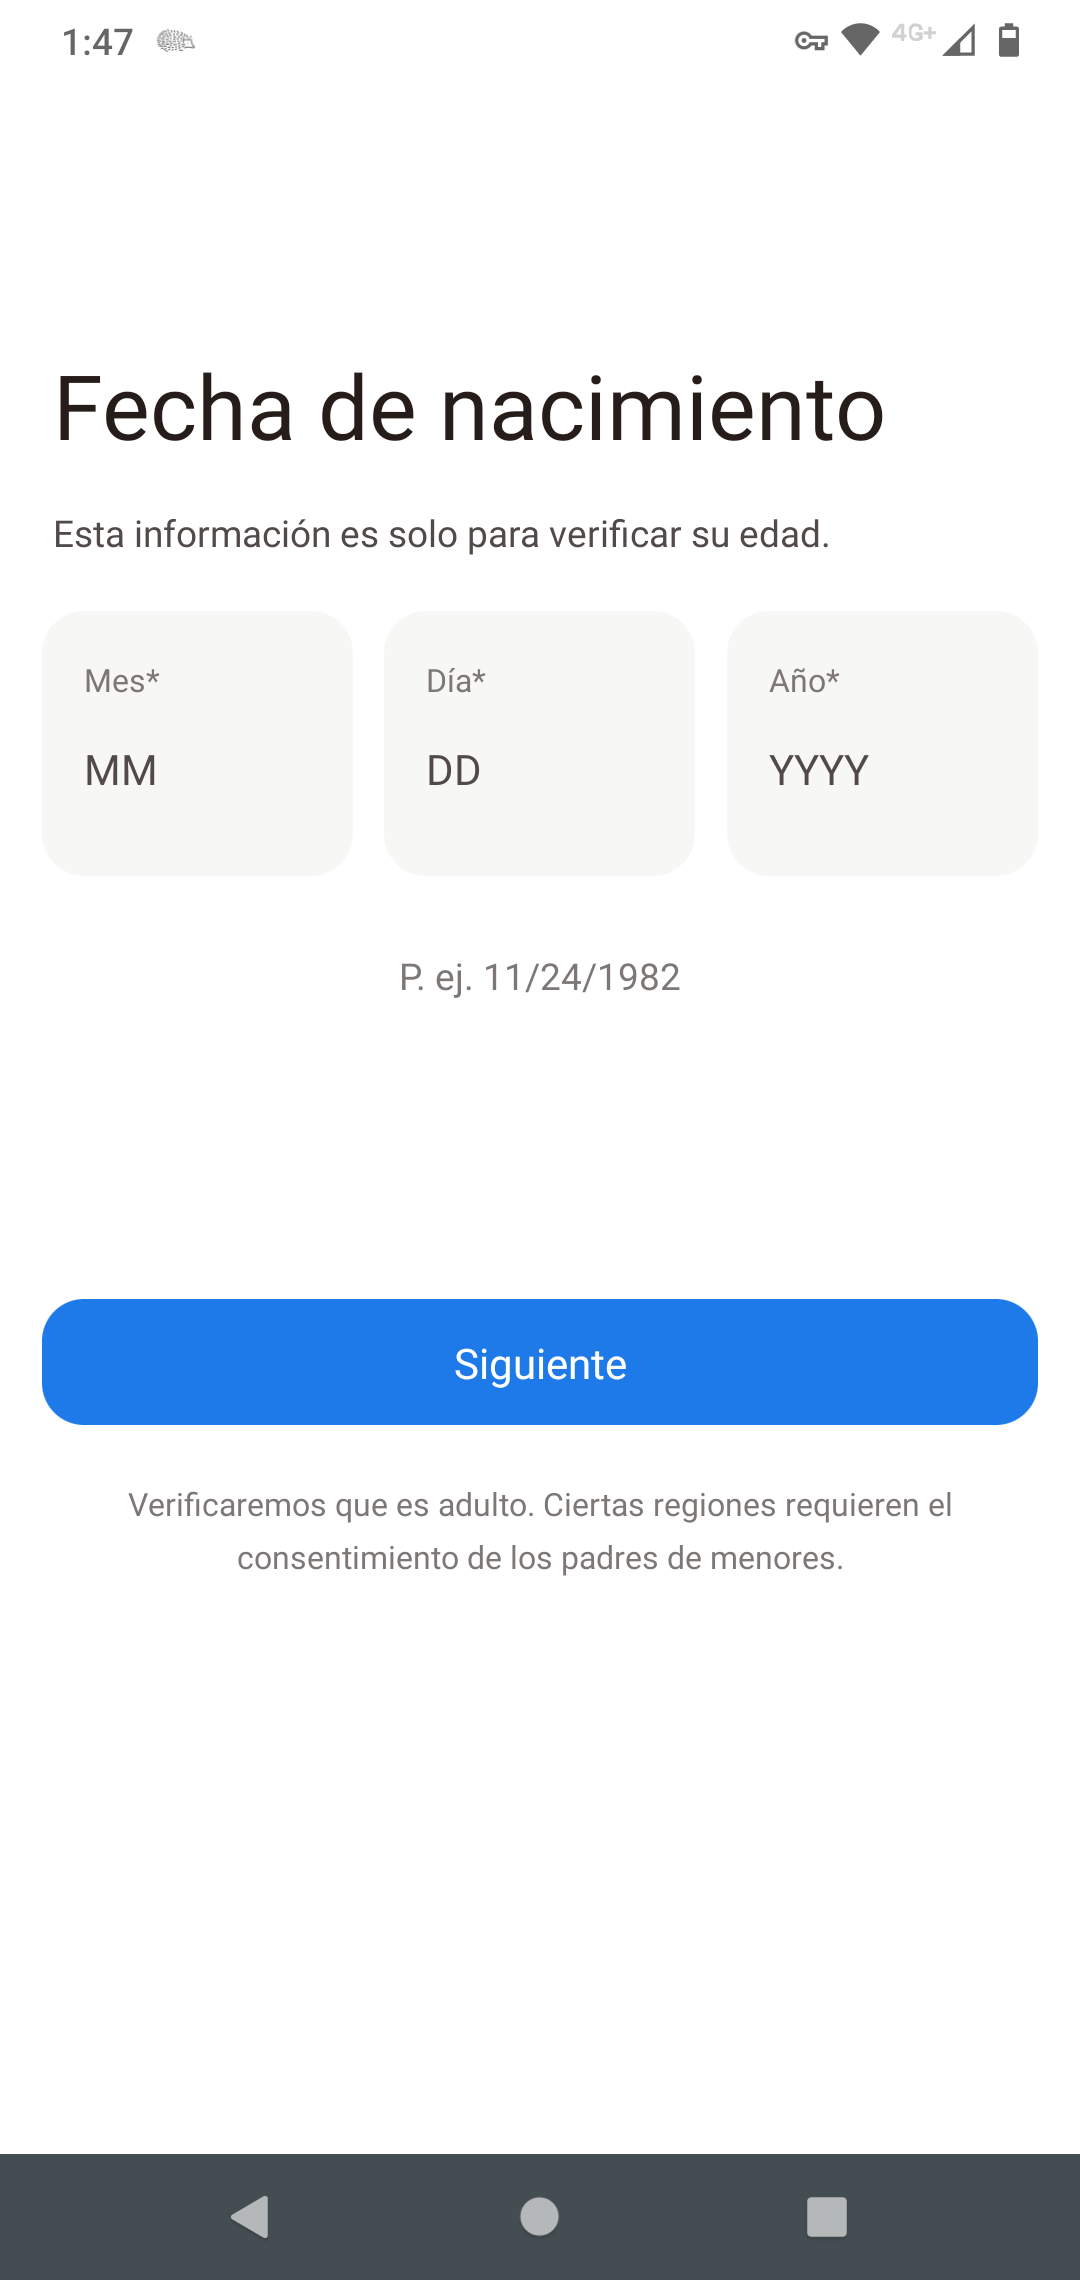 1:47
4G+
Fecha de nacimiento
Esta información es solo para verificar su edad.
Mes* Día* Año*
MM DD YYYY
P. ej. 11/24/1982
Siguiente
Verificaremos que es adulto. Ciertas regiones requieren el
consentimiento de los padres de menores.